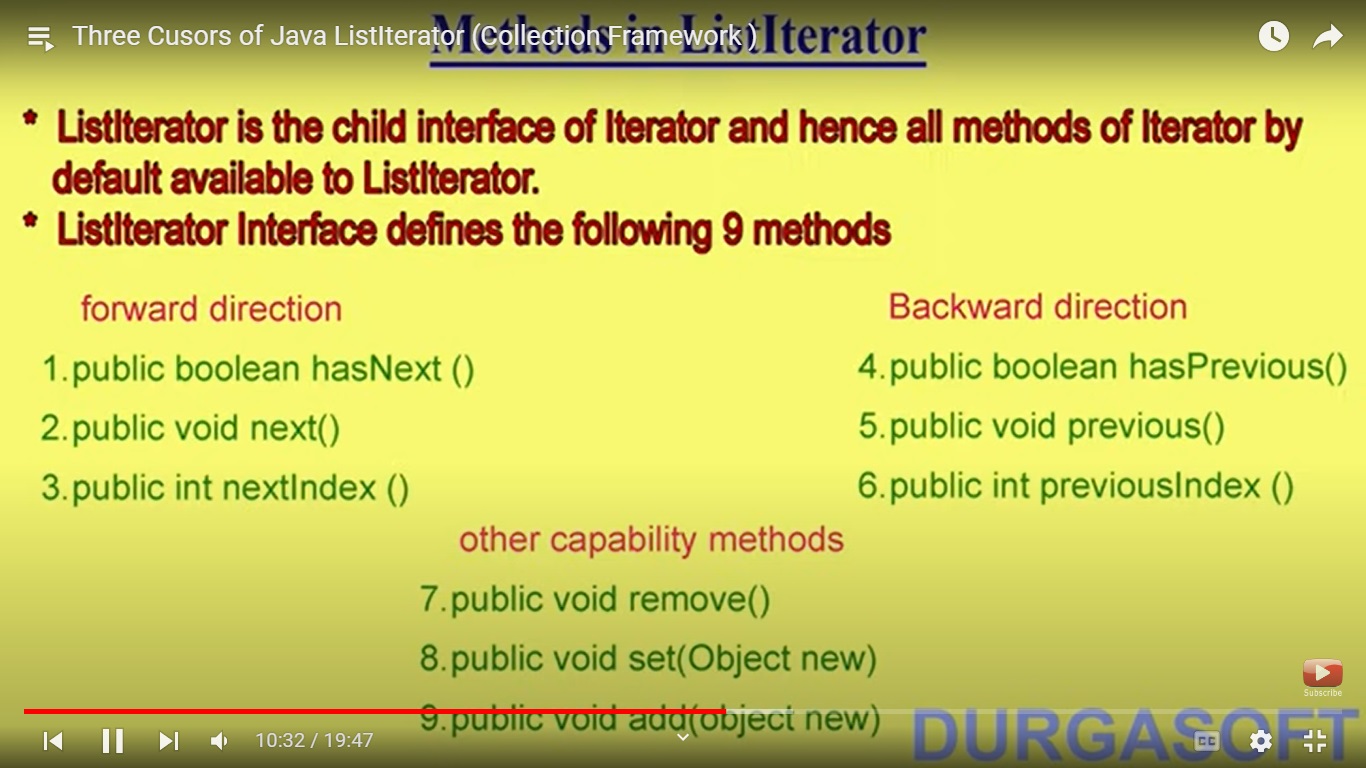 Three Cusors of Java ListIterator (Collection Framework )
Methods in ListIterator
* ListIterator is the child interface of Iterator and hence all methods of Iterator by
default available to ListIterator.
* ListIterator Interface defines the following 9 methods
forward direction
1.public boolean hasNext ()
2.public void next()
3.public int nextIndex ()
Backward direction
4.public boolean hasPrevious()
5.public void previous()
6.public int previousIndex ()
other capability methods
7.public void remove()
8.public void set(Object new)
9.public void add(object new)
Subscribe
DURGASOFT
10:32 / 19:47
CC